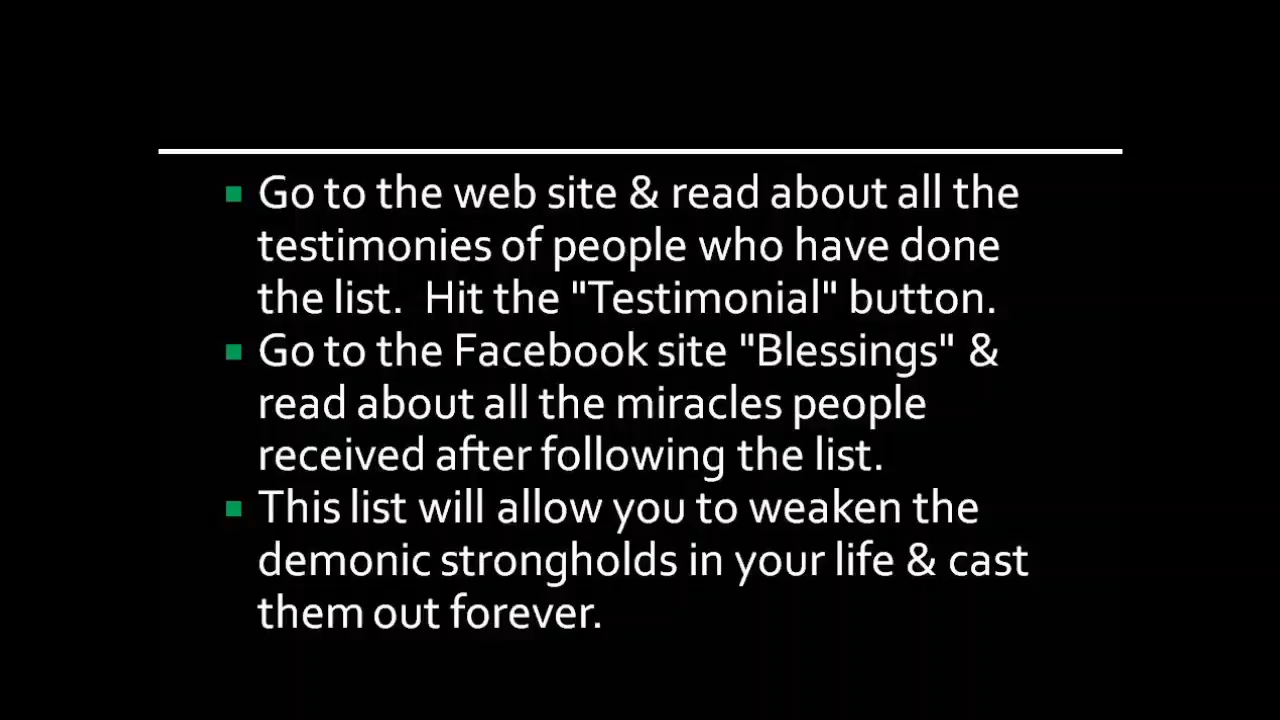 Go to the web site & read about all the
testimonies of people who have done
the list.  Hit the "Testimonial" button.
Go to the Facebook site "Blessings" &
read about all the miracles people
received after following the list.
This list will allow you to weaken the
demonic strongholds in your life & cast
them out forever.